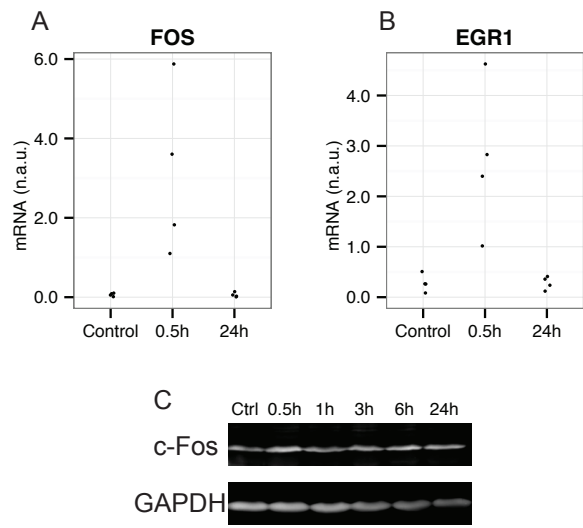 A
FOS
mRNA (n.a.u.)
6.0
4.0
2.0
0.0
Control 0.5h 24h
B
EGR1
mRNA (n.a.u.)
4.0
3.0
2.0
1.0
0.0
Control 0.5h 24h
C
Ctrl 0.5h 1h 3h 6h 24h
c-Fos
GAPDH